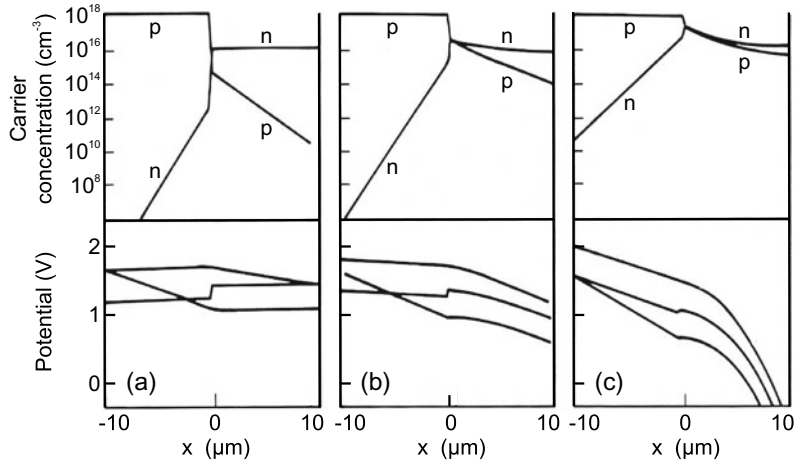 Carrier
concentration (cm⁻³)
10¹⁸
10¹⁶
10¹⁴
10¹²
10¹⁰
10⁸
p
n
p
n
p
n
p
n
p
n
p
n
Potential (V)
2
1
0
(a)
(b)
(c)
-10 0 10
-10 0 10
-10 0 10
x (µm)
x (µm)
x (µm)